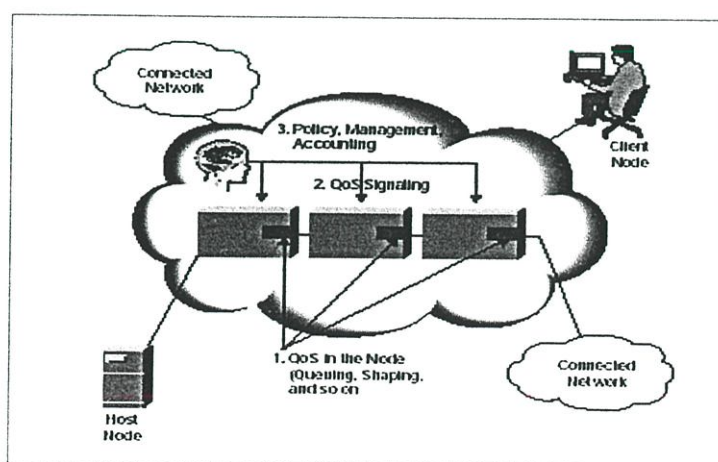 Connected
Network
3. Policy, Management,
Accounting
Client
Node
2. QoS Signaling
1. QoS in the Node
(Queuing, Shaping,
and so on
Connected
Network
Host
Node